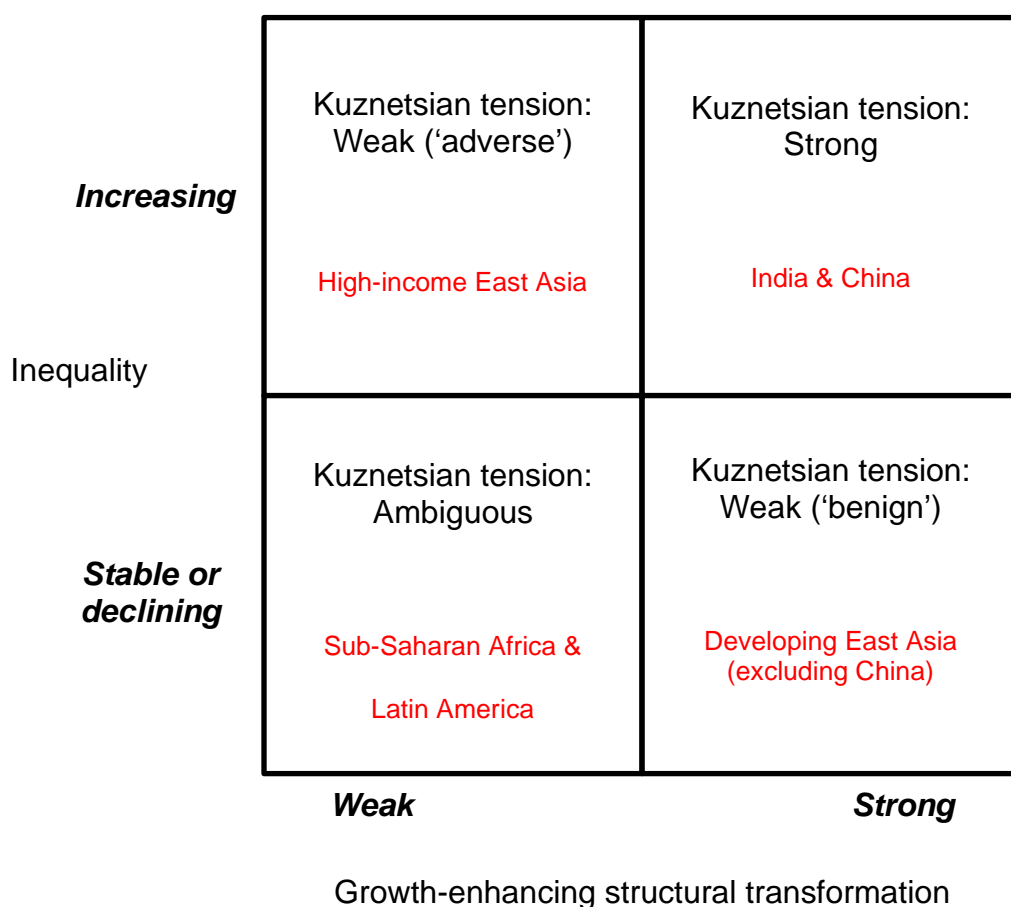 Kuznetsian tension:
Weak (‘adverse’)
Kuznetsian tension:
Strong
Increasing
High-income East Asia
India & China
Inequality
Kuznetsian tension:
Ambiguous
Kuznetsian tension:
Weak (‘benign’)
Stable or
declining
Sub-Saharan Africa &
Latin America
Developing East Asia
(excluding China)
Weak
Strong
Growth-enhancing structural transformation